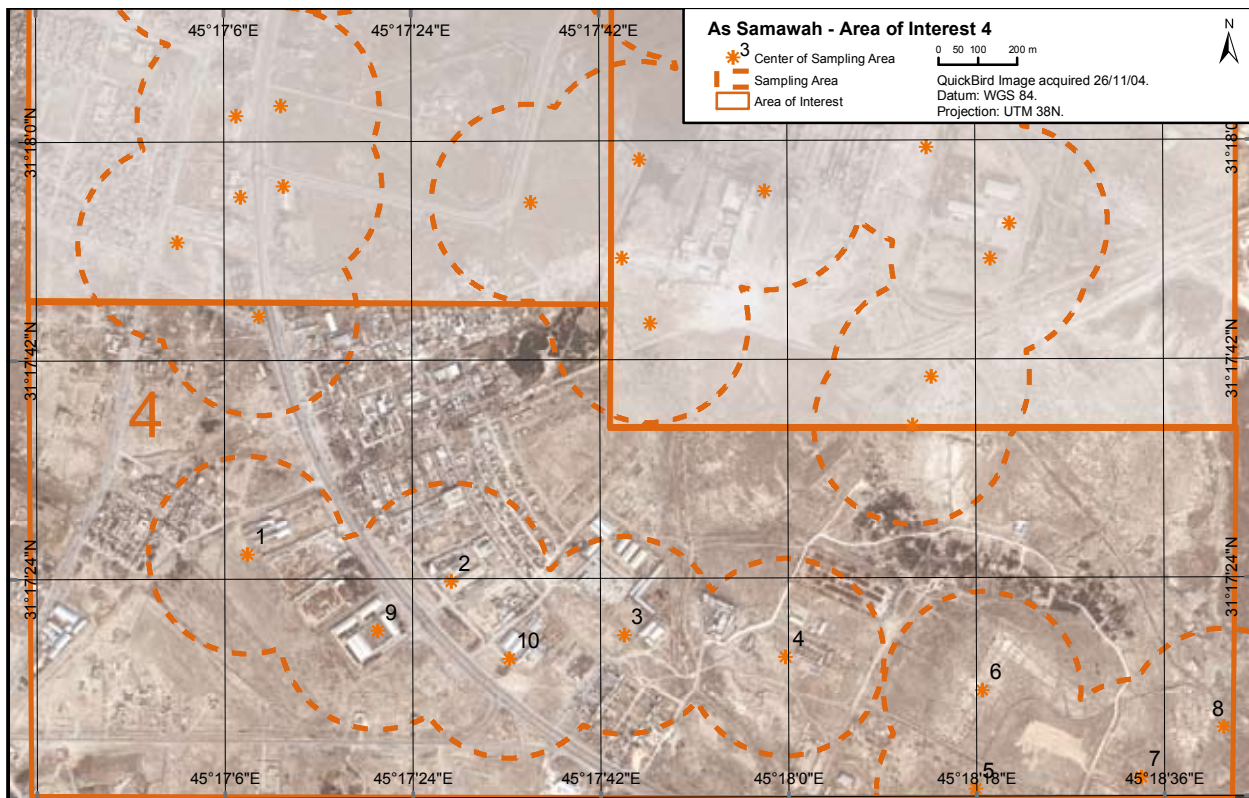 45°17'6"E
45°17'24"E
45°17'42"E
As Samawah - Area of Interest 4
N
3
Center of Sampling Area
0 50 100 200 m
Sampling Area
QuickBird Image acquired 26/11/04.
Datum: WGS 84.
Area of Interest
Projection: UTM 38N.
31°18'0"N
31°18'0"N
31°17'42"N
31°17'42"N
4
1
2
31°17'24"N
31°17'24"N
9
3
10
4
6
8
7
5
45°17'6"E
45°17'24"E
45°17'42"E
45°18'0"E
45°18'18"E
45°18'36"E